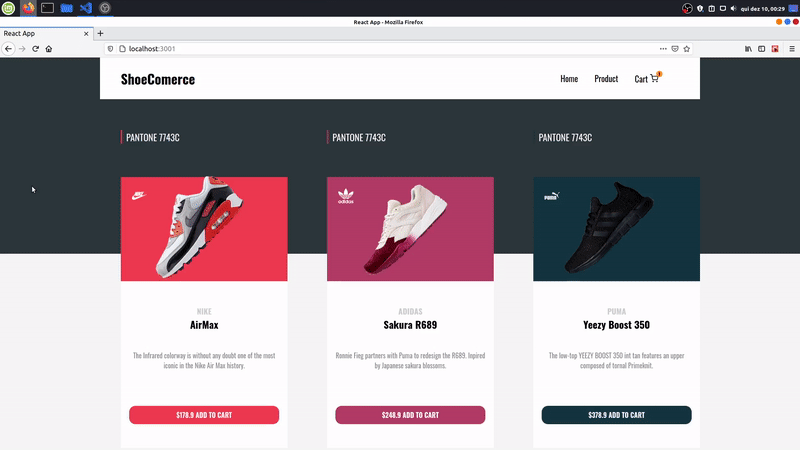 qui dez 10, 00:29
React App - Mozilla Firefox
React App
localhost:3001
ShoeComerce
Home
Product
Cart
1
PANTONE 7743C
PANTONE 7743C
PANTONE 7743C
adidas
PUMA
NIKE
AirMax
The Infrared colorway is without any doubt one of the most
iconic in the Nike Air Max history.
$178.9 ADD TO CART
ADIDAS
Sakura R689
Ronnie Fieg partners with Puma to redesign the R689. Inpired
by Japanese sakura blossoms.
$248.9 ADD TO CART
PUMA
Yeezy Boost 350
The low-top YEEZY BOOST 350 int tan features an upper
composed of tornal Primeknit.
$378.9 ADD TO CART